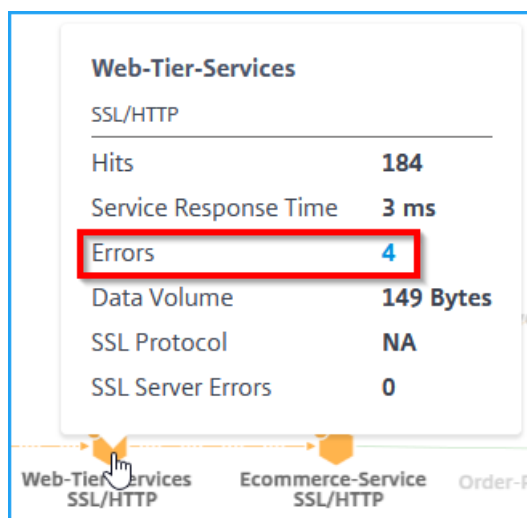 Web-Tier-Services
SSL/HTTP
Hits 184
Service Response Time 3 ms
Errors 4
Data Volume 149 Bytes
SSL Protocol NA
SSL Server Errors 0
Web-Tier-Services Ecommerce-Service
SSL/HTTP SSL/HTTP